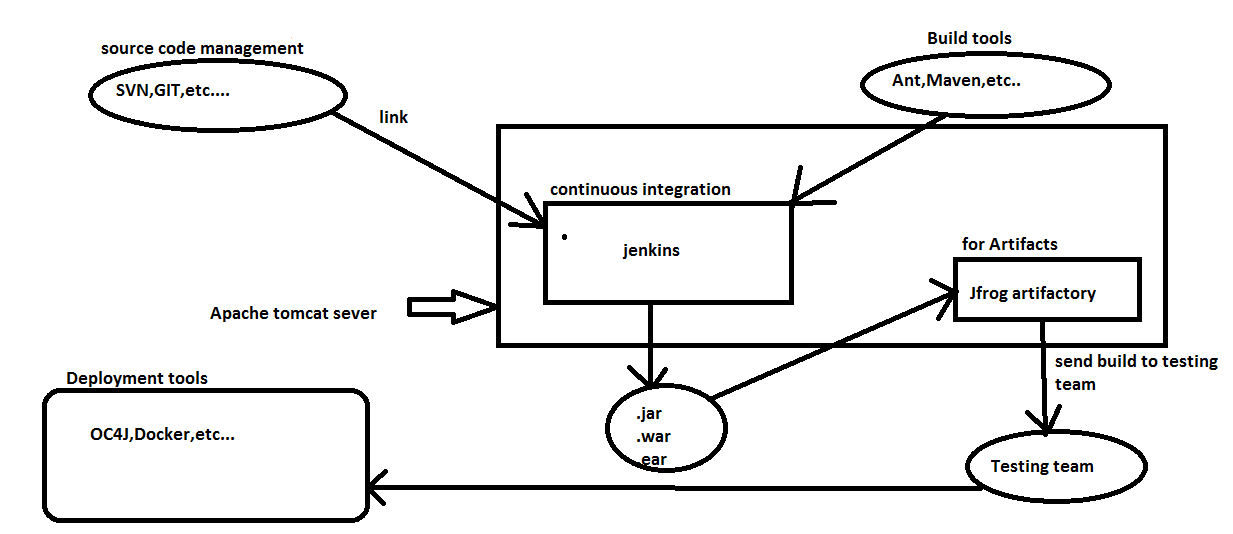 source code management
SVN,GIT,etc....
link
Build tools
Ant,Maven,etc..
continuous integration
jenkins
for Artifacts
Jfrog artifactory
Apache tomcat sever
send build to testing
team
Deployment tools
OC4J,Docker,etc...
.jar
.war
.ear
Testing team